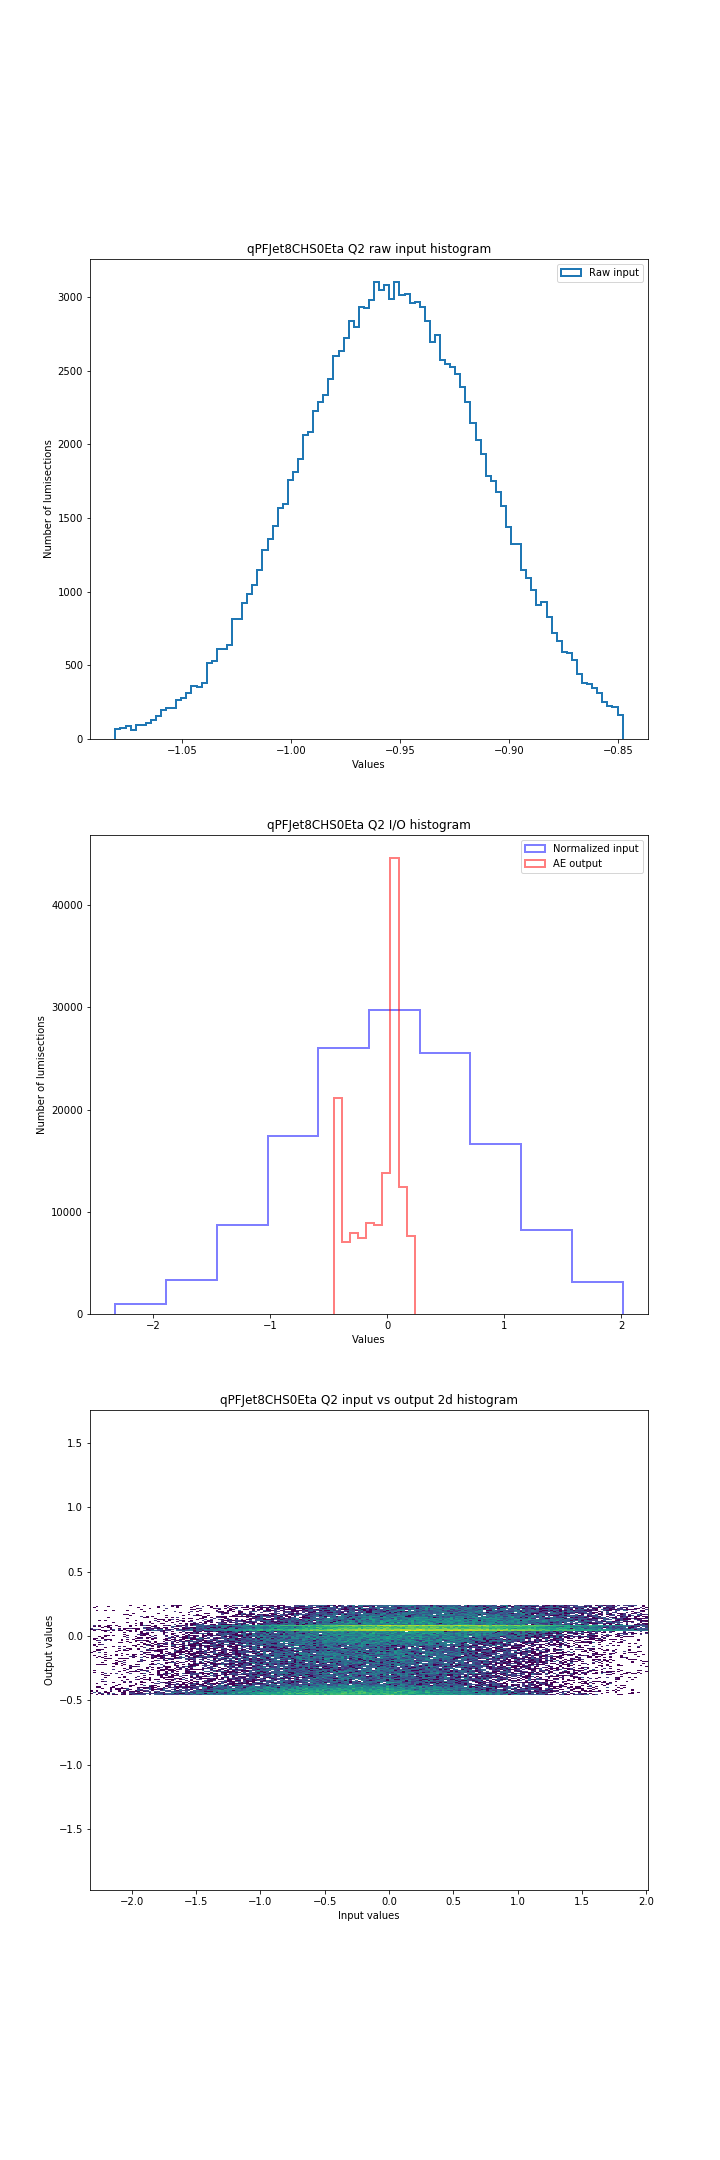 qPFJet8CHS0Eta Q2 raw input histogram
Raw input
3000
2500
2000
1500
1000
500
0
Number of lumisections
−1.05 −1.00 −0.95 −0.90 −0.85
Values
qPFJet8CHS0Eta Q2 I/O histogram
Normalized input
AE output
40000
30000
20000
10000
0
Number of lumisections
−2 −1 0 1 2
Values
qPFJet8CHS0Eta Q2 input vs output 2d histogram
1.5
1.0
0.5
0.0
−0.5
−1.0
−1.5
Output values
−2.0 −1.5 −1.0 −0.5 0.0 0.5 1.0 1.5 2.0
Input values